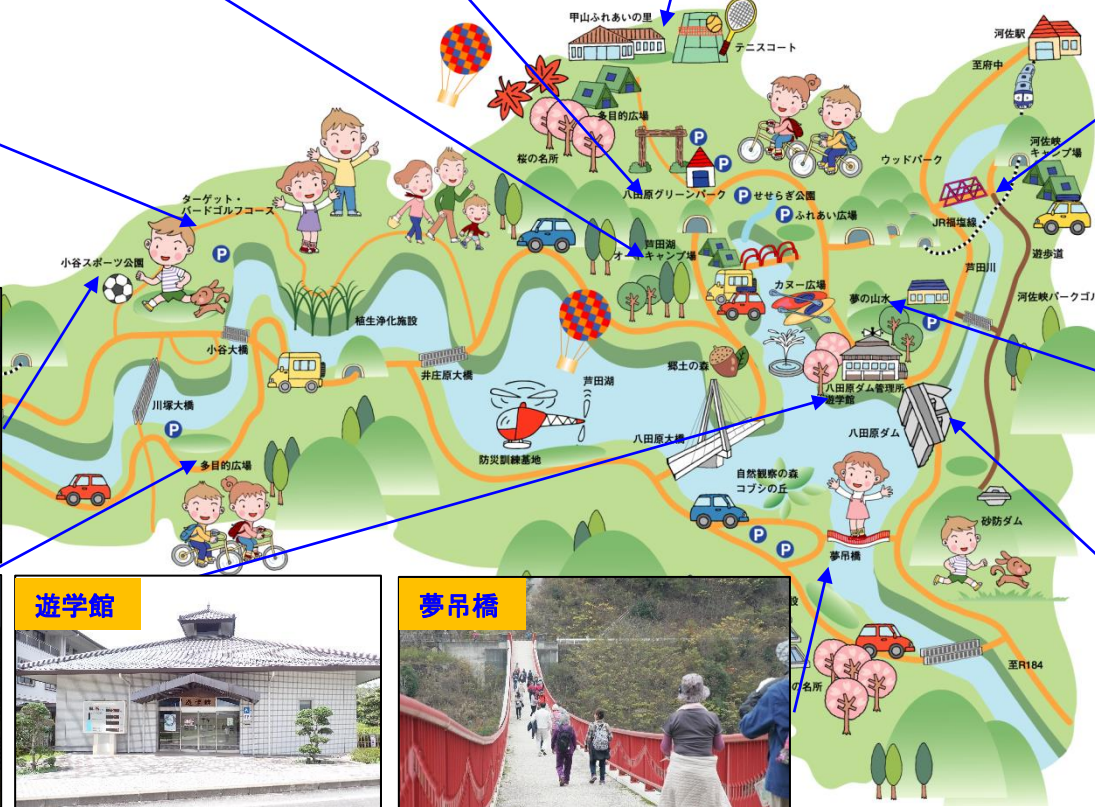 甲山ふれあいの里
テニスコート
河佐駅
至府中
多目的広場
P
桜の名所
P
P
河佐峡
キャンプ場
ウッドパーク
八田原グリーンパーク
P せせらぎ公園
P ふれあい広場
JR福塩線
ターゲット・
バードゴルフコース
P
小谷スポーツ公園
芦田湖
オートキャンプ場
芦田川
遊歩道
カヌー広場
夢の山水
P
河佐峡パークゴル
植生浄化施設
小谷大橋
井庄原大橋
芦田湖
郷土の森
八田原ダム管理所
遊学館
川塚大橋
P
八田原大橋
八田原ダム
防災訓練基地
多目的広場
自然観察の森
コブシの丘
P
P
砂防ダム
夢吊橋
遊学館
夢吊橋
設
至R184
の名所
遊学館